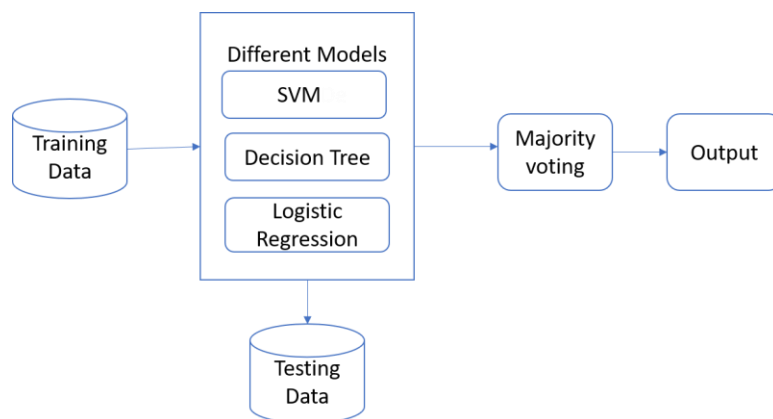 Different Models
SVM
Training
Data
Decision Tree
Majority
voting
Output
Logistic
Regression
Testing
Data